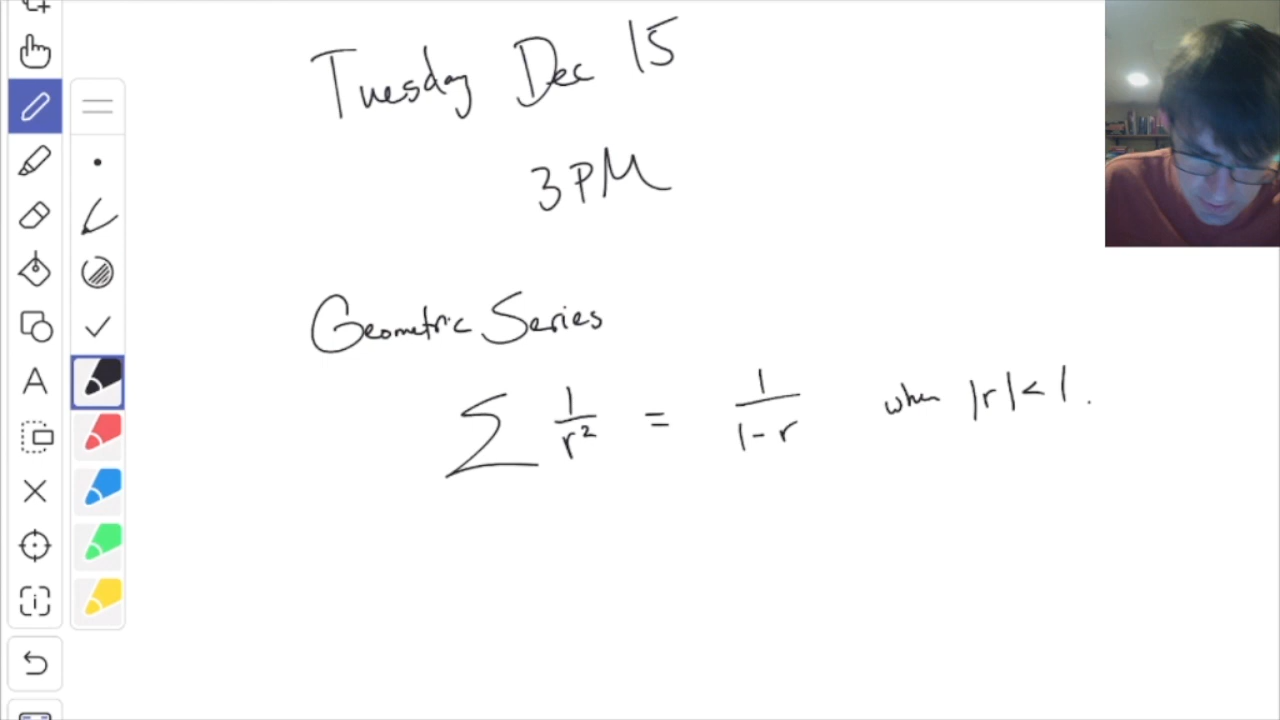 Tuesday Dec 15
3PM
Geometric Series
∑ 1/r² = 1/(1-r) when |r| < 1.